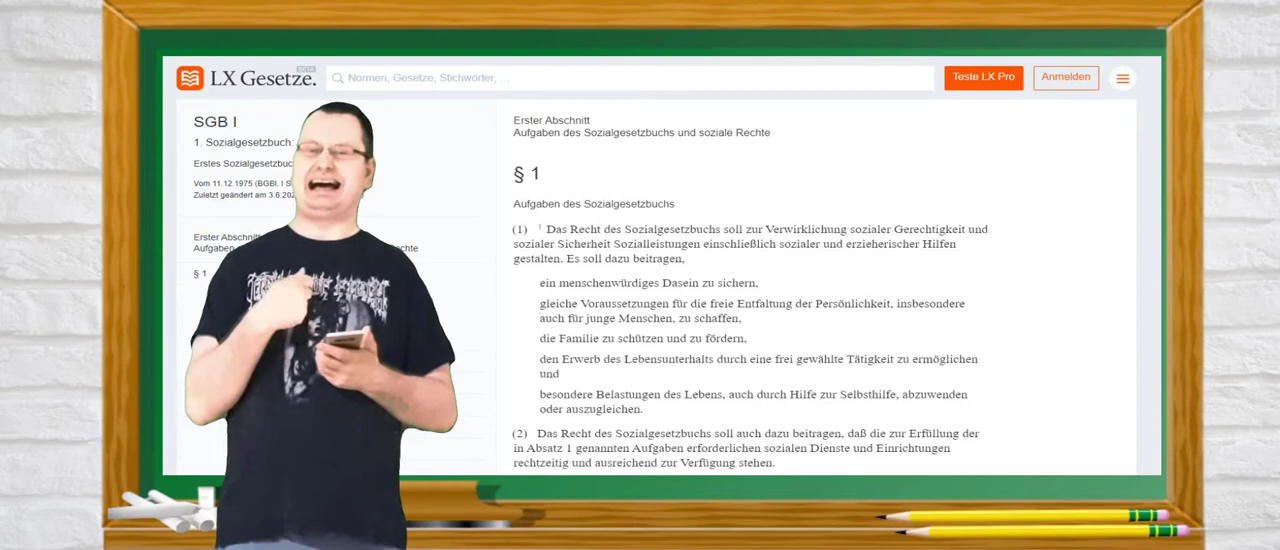 LX Gesetze.
BETA
Normen, Gesetze, Stichwörter, ...
Teste LX Pro
Anmelden
SGB I
1. Sozialgesetzbuch:
Erstes Sozialgesetzbuc
Vom 11.12.1975 (BGBl. I S
Zuletzt geändert am 3.6.202
Erster Abschnitt
Aufgaben
chte
§ 1
Erster Abschnitt
Aufgaben des Sozialgesetzbuchs und soziale Rechte
§ 1
Aufgaben des Sozialgesetzbuchs
(1) ¹ Das Recht des Sozialgesetzbuchs soll zur Verwirklichung sozialer Gerechtigkeit und
sozialer Sicherheit Sozialleistungen einschließlich sozialer und erzieherischer Hilfen
gestalten. Es soll dazu beitragen,
ein menschenwürdiges Dasein zu sichern,
gleiche Voraussetzungen für die freie Entfaltung der Persönlichkeit, insbesondere
auch für junge Menschen, zu schaffen,
die Familie zu schützen und zu fördern,
den Erwerb des Lebensunterhalts durch eine frei gewählte Tätigkeit zu ermöglichen
und
besondere Belastungen des Lebens, auch durch Hilfe zur Selbsthilfe, abzuwenden
oder auszugleichen.
(2) Das Recht des Sozialgesetzbuchs soll auch dazu beitragen, daß die zur Erfüllung der
in Absatz 1 genannten Aufgaben erforderlichen sozialen Dienste und Einrichtungen
rechtzeitig und ausreichend zur Verfügung stehen.